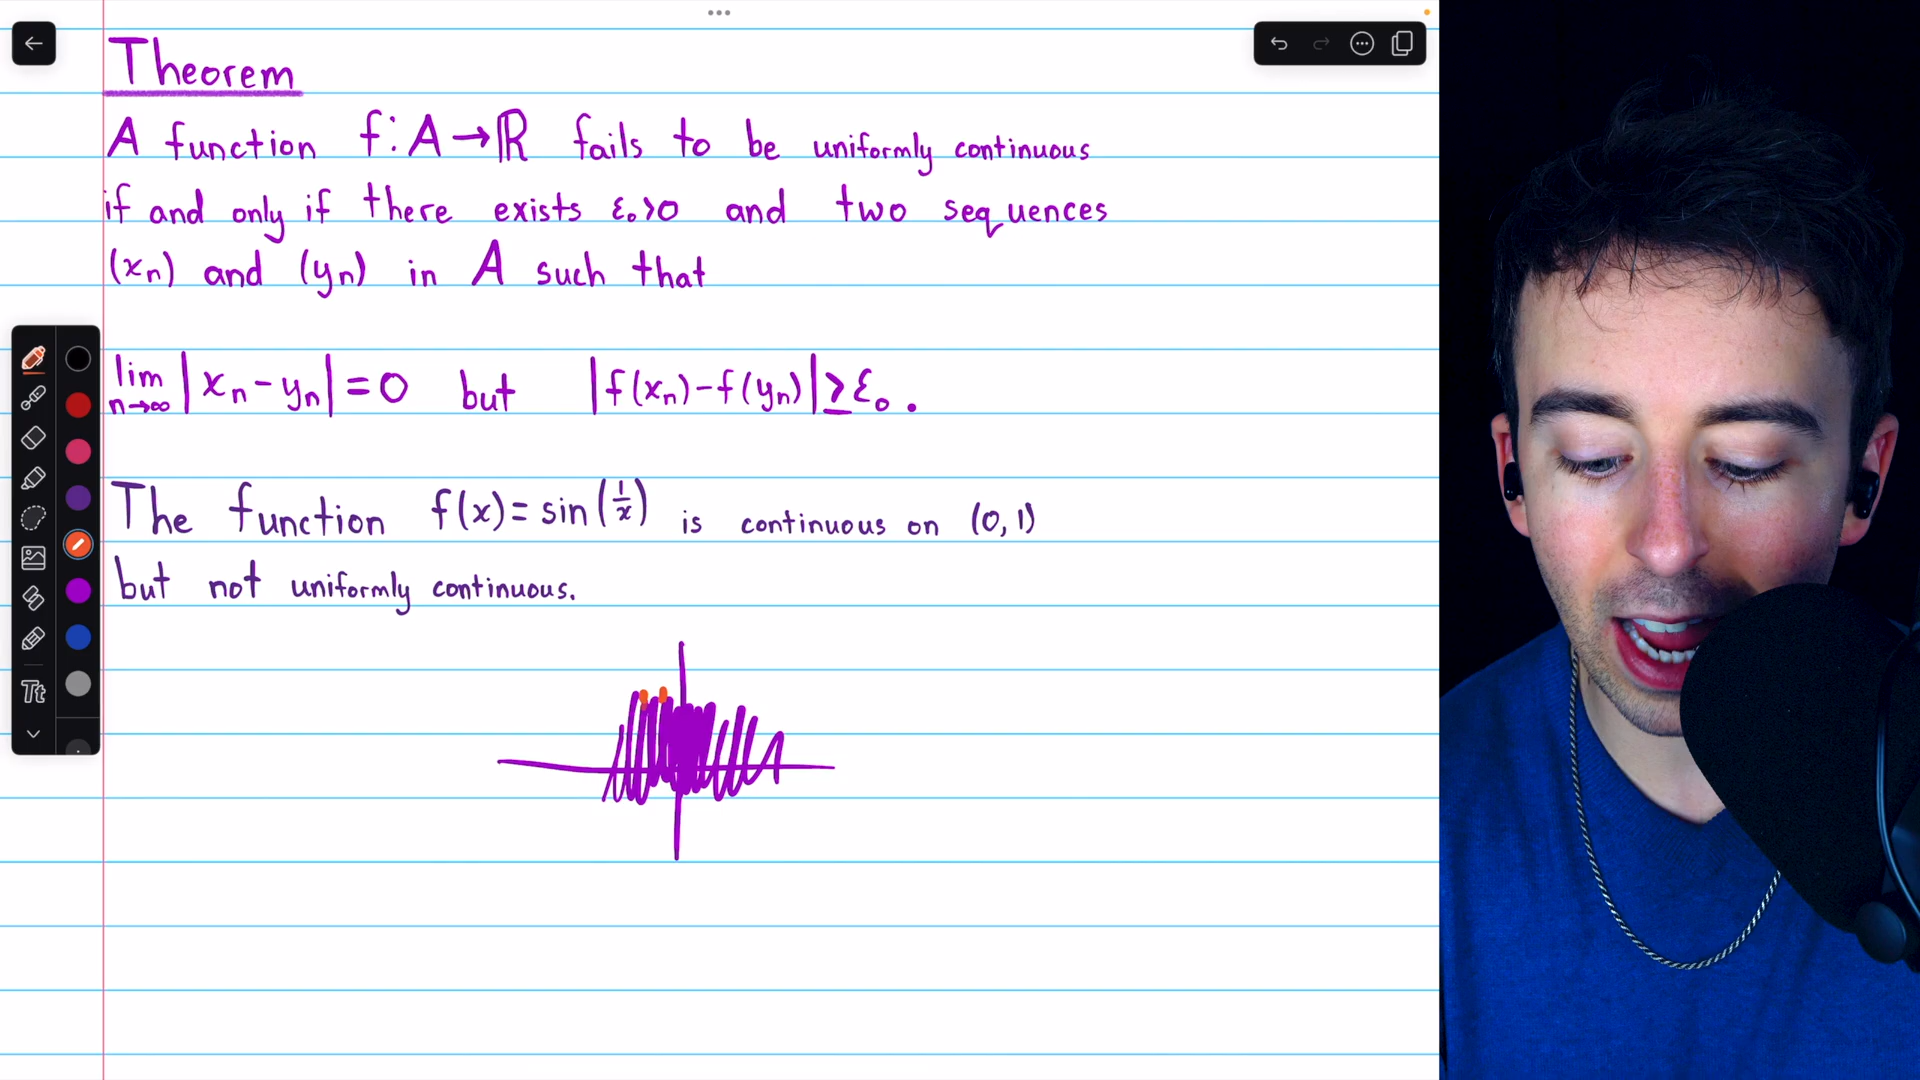 Theorem
A function f: A→ℝ fails to be uniformly continuous
if and only if there exists ε₀>0 and two sequences
(xₙ) and (yₙ) in A such that
lim n→∞ |xₙ-yₙ|=0 but |f(xₙ)-f(yₙ)|≥ε₀.
The function f(x)=sin(1/x) is continuous on (0,1)
but not uniformly continuous.
Tt